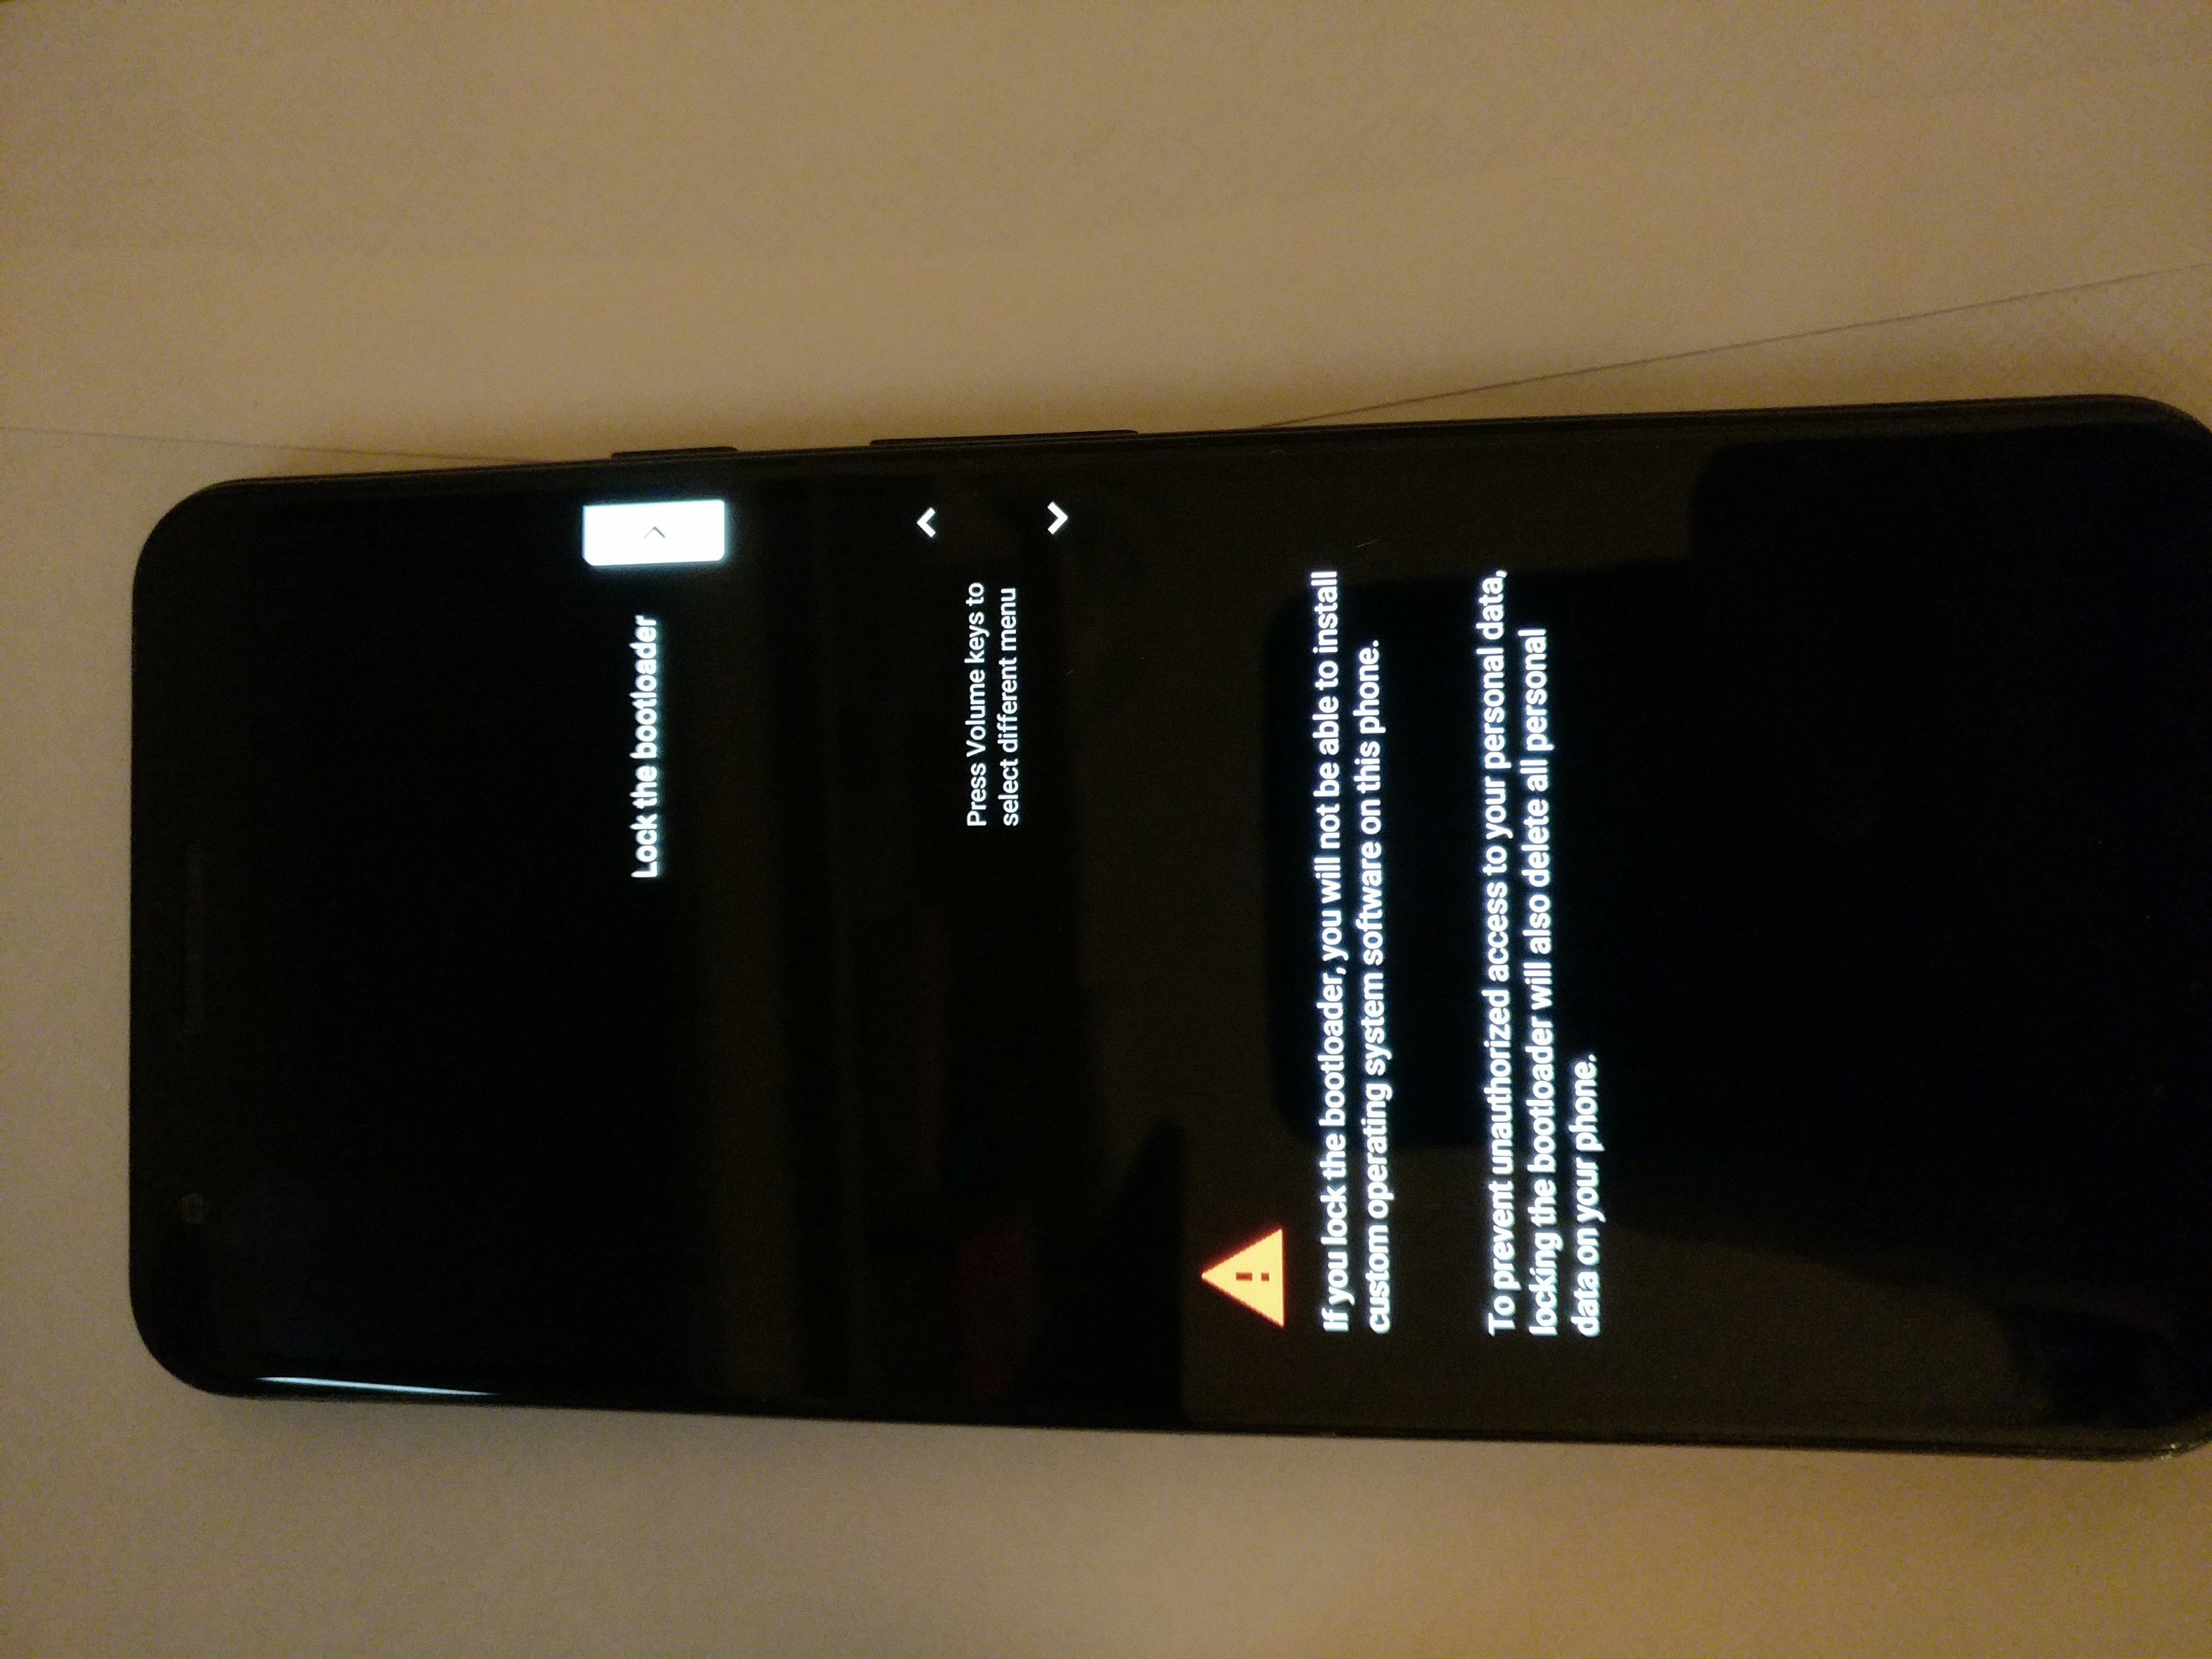 Lock the bootloader
Press Volume keys to
select different menu
If you lock the bootloader, you will not be able to install
custom operating system software on this phone.
To prevent unauthorized access to your personal data,
locking the bootloader will also delete all personal
data on your phone.